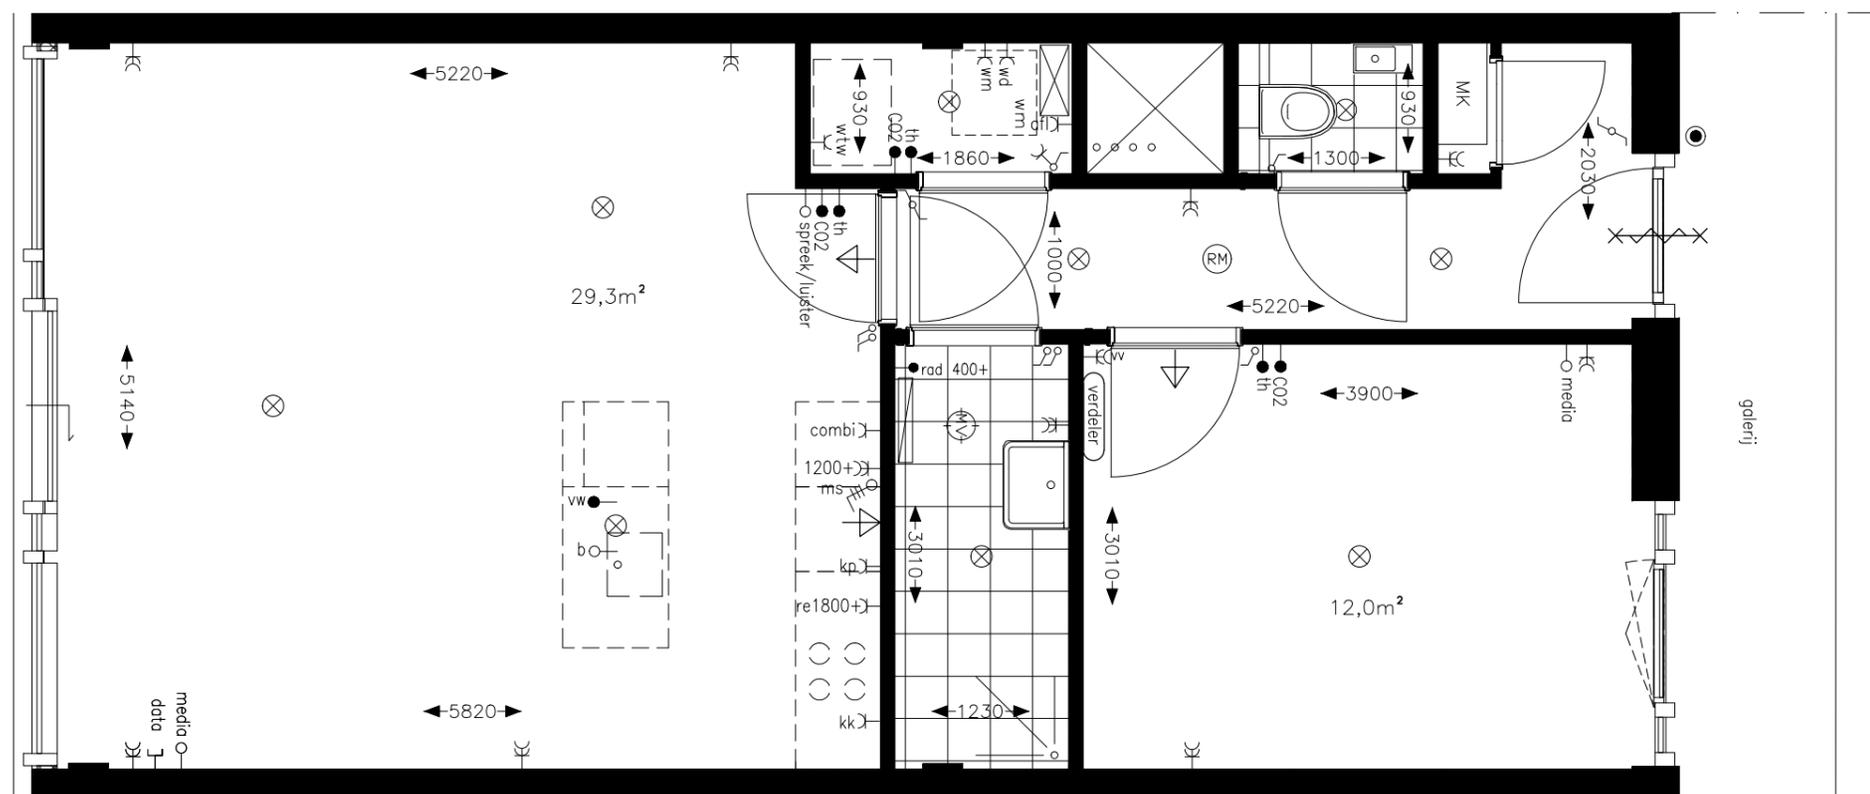 5220
930
wtw
CO2
th
1860
wm
wd
wm
afl
1300
930
MK
2030
th
CO2
spreek/luister
1000
RM
5220
29,3m²
5140
rad 400+
MV
vv
verdeler
th
CO2
3900
media
galerij
combi
1200+
ms
vw
b
kp
3010
re1800+
3010
12,0m²
kk
5820
1230
data
media